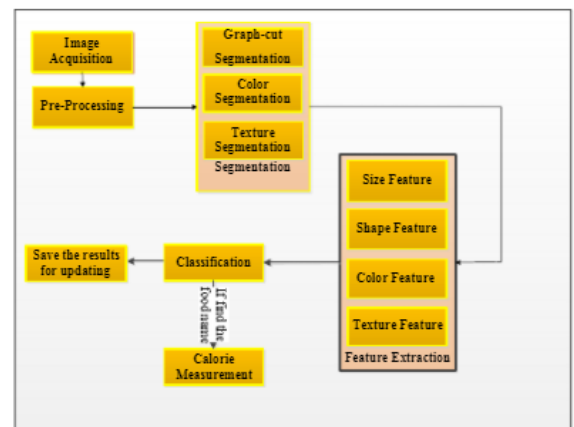 Image
Acquisition
Pre-Processing
Graph-cut
Segmentation
Color
Segmentation
Texture
Segmentation
Segmentation
Size Feature
Shape Feature
Color Feature
Texture Feature
Feature Extraction
Classification
Save the results
for updating
If find the
food name
Calorie
Measurement